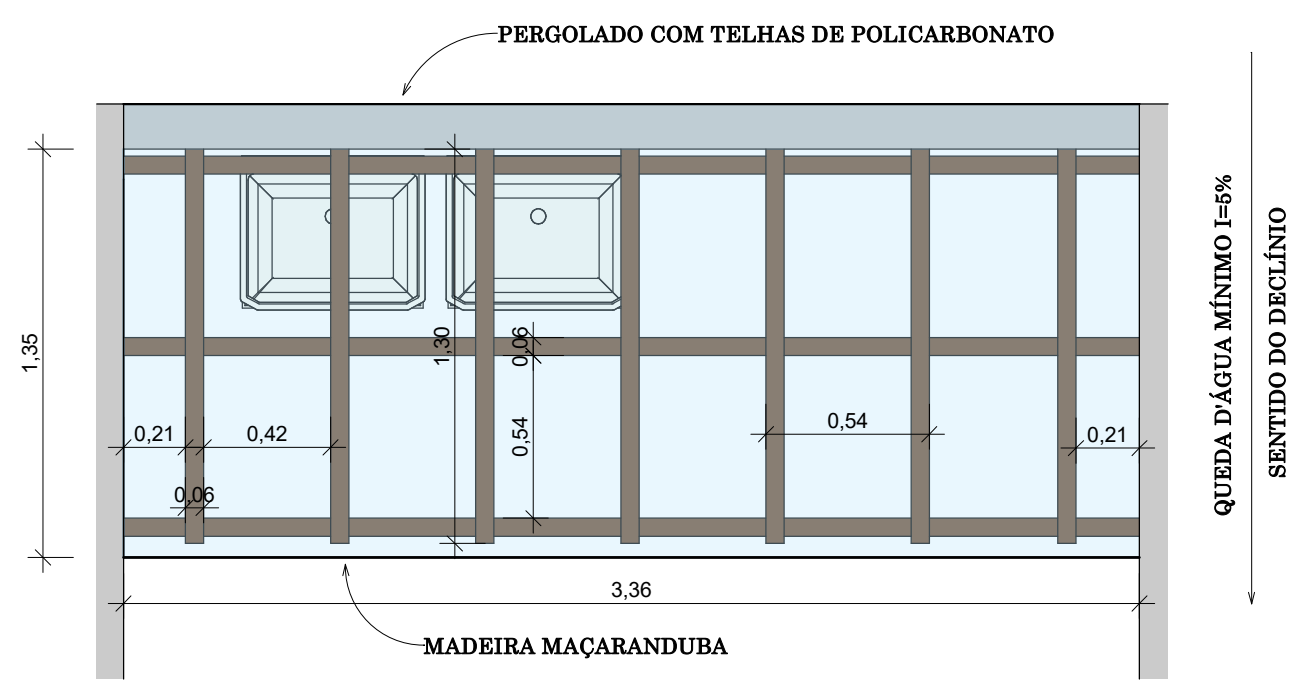 PERGOLADO COM TELHAS DE POLICARBONATO
1,35
1,30
0,06
0,54
0,21
0,42
0,06
0,54
0,21
3,36
MADEIRA MAÇARANDUBA
QUEDA D'ÁGUA MÍNIMO I=5%
SENTIDO DO DECLÍNIO